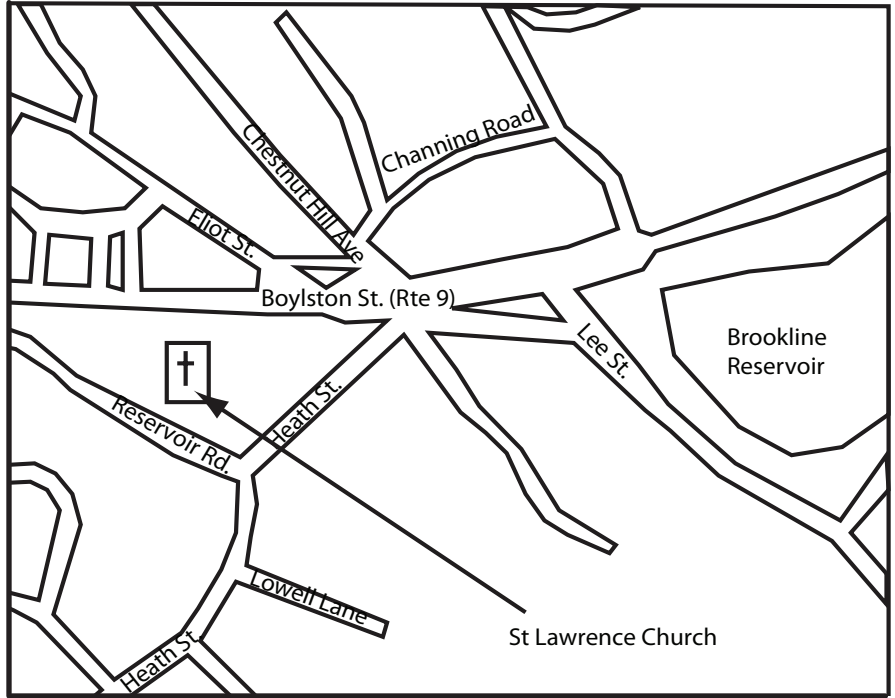 Channing Road
Chestnut Hill Ave
Eliot St.
Boylston St. (Rte 9)
Brookline
Reservoir
Lee St.
Heath St.
Reservoir Rd.
Lowell Lane
St Lawrence Church
Heath St.